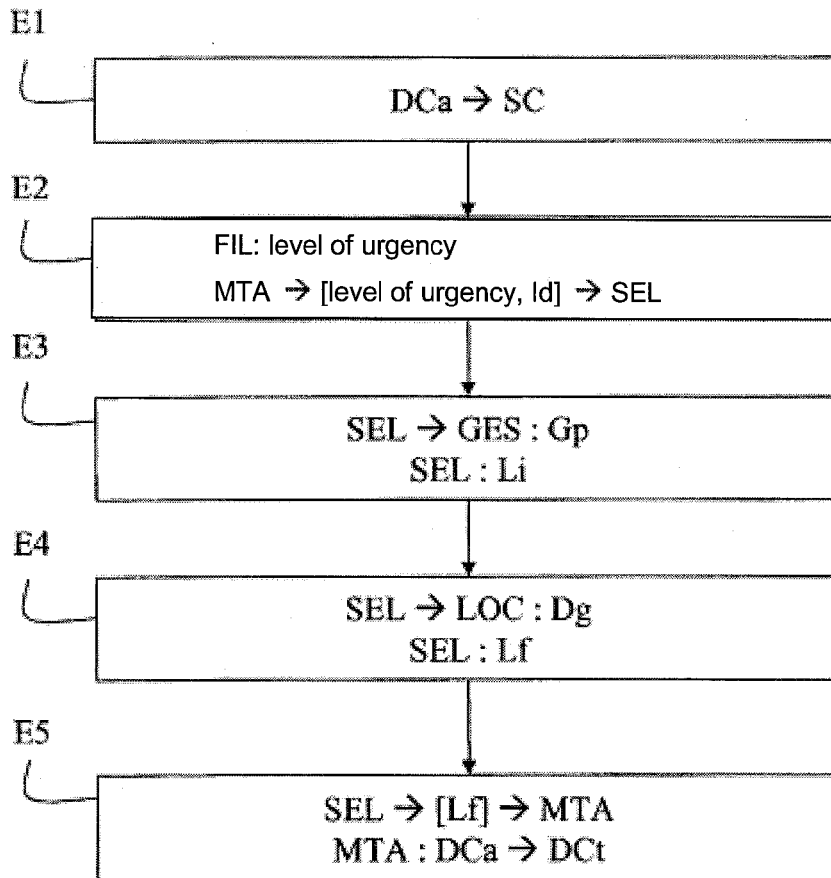 E1
DCa → SC
E2
FIL: level of urgency
MTA → [level of urgency, Id] → SEL
E3
SEL → GES : Gp
SEL : Li
E4
SEL → LOC : Dg
SEL : Lf
E5
SEL → [Lf] → MTA
MTA : DCa → DCt